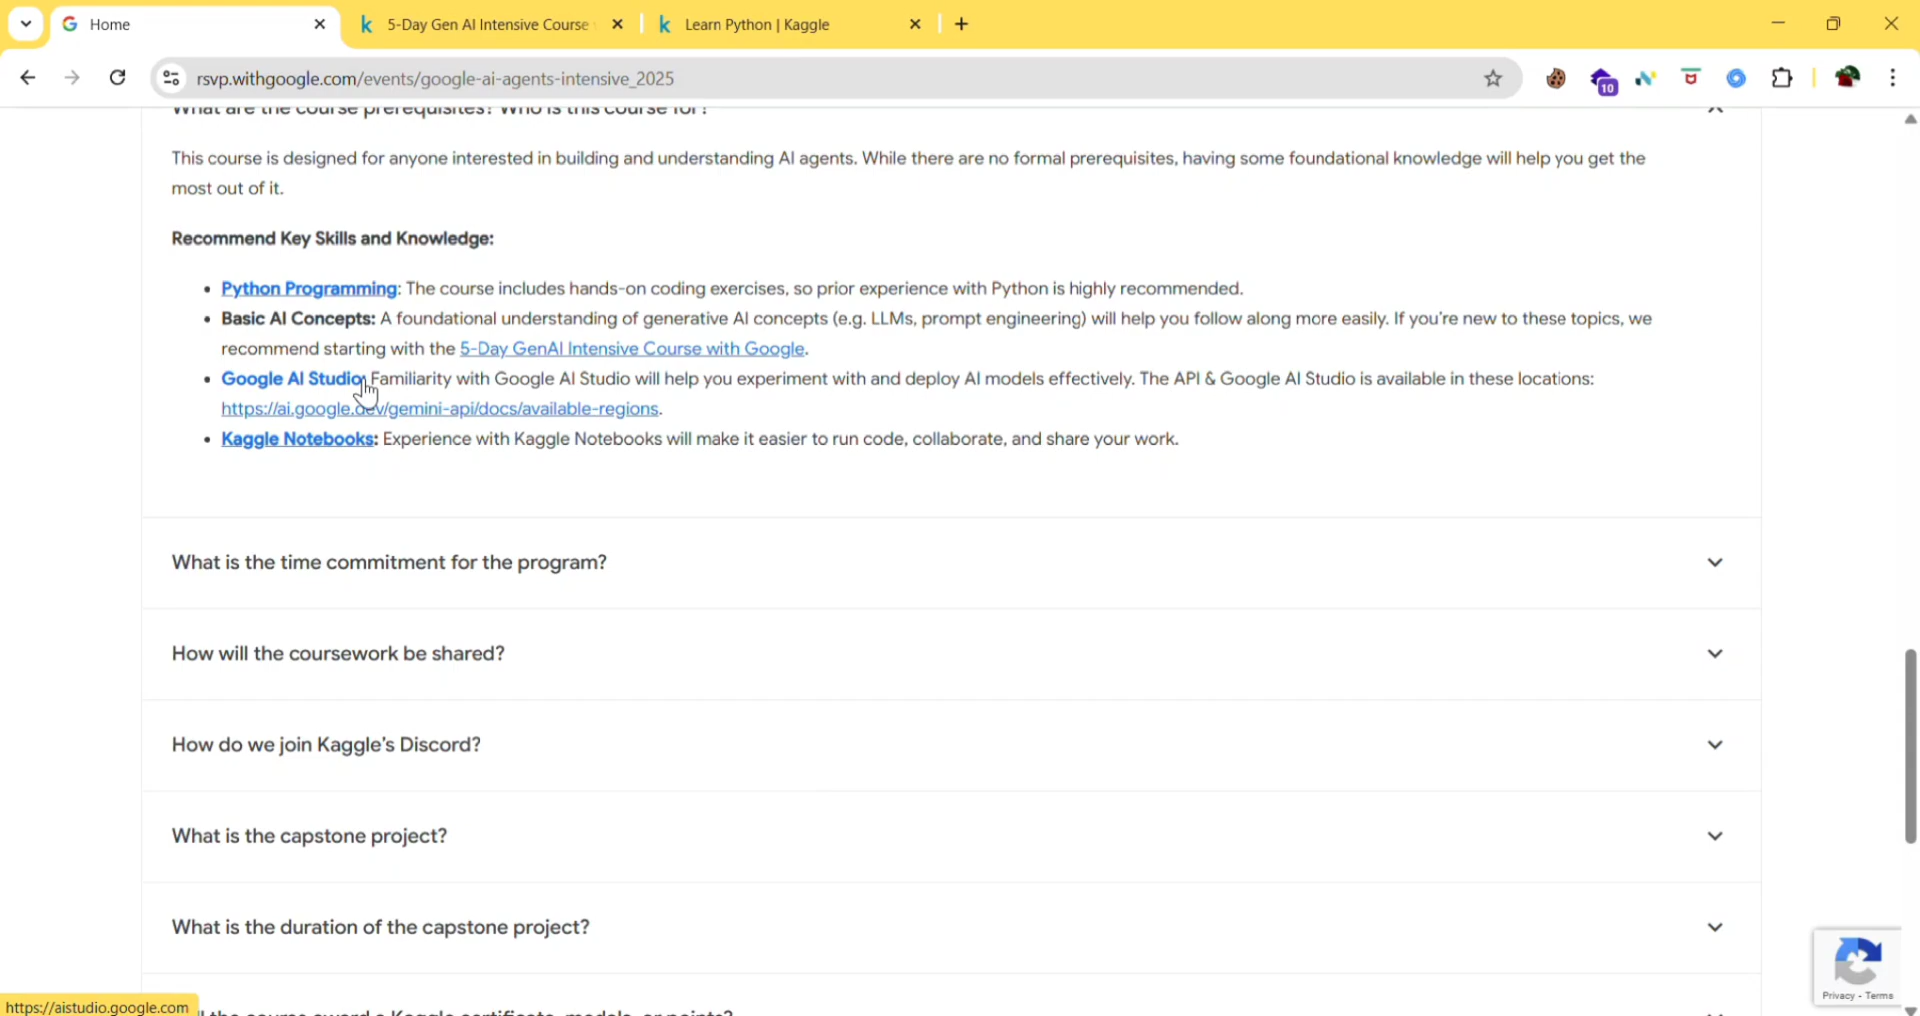 Home
5-Day Gen AI Intensive Course
Learn Python | Kaggle
rsvp.withgoogle.com/events/google-ai-agents-intensive_2025
10
What are the course prerequisites? Who is this course for?
This course is designed for anyone interested in building and understanding AI agents. While there are no formal prerequisites, having some foundational knowledge will help you get the
most out of it.
Recommend Key Skills and Knowledge:
• Python Programming: The course includes hands-on coding exercises, so prior experience with Python is highly recommended.
• Basic AI Concepts: A foundational understanding of generative AI concepts (e.g. LLMs, prompt engineering) will help you follow along more easily. If you're new to these topics, we
recommend starting with the 5-Day GenAI Intensive Course with Google.
• Google AI Studio: Familiarity with Google AI Studio will help you experiment with and deploy AI models effectively. The API & Google AI Studio is available in these locations:
https://ai.google.dev/gemini-api/docs/available-regions.
• Kaggle Notebooks: Experience with Kaggle Notebooks will make it easier to run code, collaborate, and share your work.
What is the time commitment for the program?
How will the coursework be shared?
How do we join Kaggle's Discord?
What is the capstone project?
What is the duration of the capstone project?
Privacy - Terms
https://aistudio.google.com
the course award a Kaggle certificate, medals, or points?